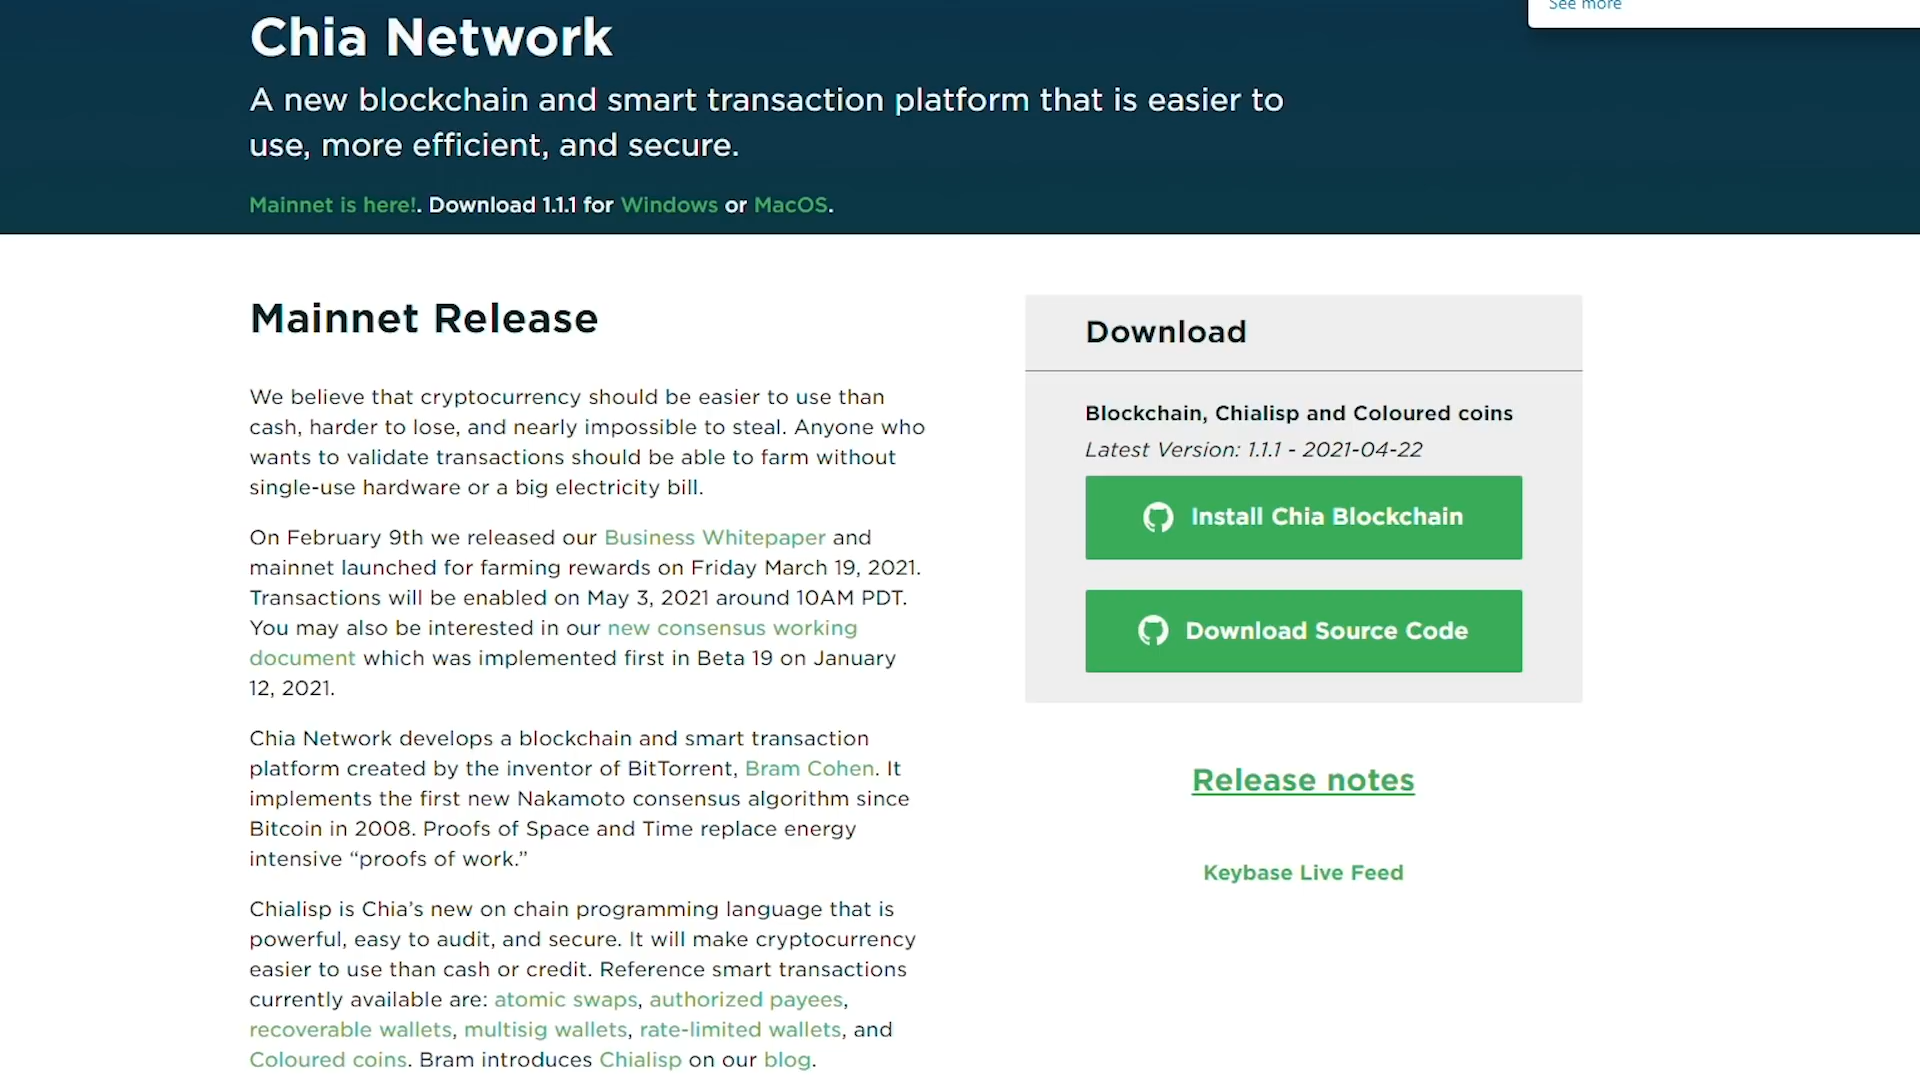 See more
Chia Network
A new blockchain and smart transaction platform that is easier to
use, more efficient, and secure.
Mainnet is here!. Download 1.1.1 for Windows or MacOS.
Mainnet Release
We believe that cryptocurrency should be easier to use than
cash, harder to lose, and nearly impossible to steal. Anyone who
wants to validate transactions should be able to farm without
single-use hardware or a big electricity bill.
On February 9th we released our Business Whitepaper and
mainnet launched for farming rewards on Friday March 19, 2021.
Transactions will be enabled on May 3, 2021 around 10AM PDT.
You may also be interested in our new consensus working
document which was implemented first in Beta 19 on January
12, 2021.
Chia Network develops a blockchain and smart transaction
platform created by the inventor of BitTorrent, Bram Cohen. It
implements the first new Nakamoto consensus algorithm since
Bitcoin in 2008. Proofs of Space and Time replace energy
intensive “proofs of work.”
Chialisp is Chia’s new on chain programming language that is
powerful, easy to audit, and secure. It will make cryptocurrency
easier to use than cash or credit. Reference smart transactions
currently available are: atomic swaps, authorized payees,
recoverable wallets, multisig wallets, rate-limited wallets, and
Coloured coins. Bram introduces Chialisp on our blog.
Download
Blockchain, Chialisp and Coloured coins
Latest Version: 1.1.1 - 2021-04-22
Install Chia Blockchain
Download Source Code
Release notes
Keybase Live Feed